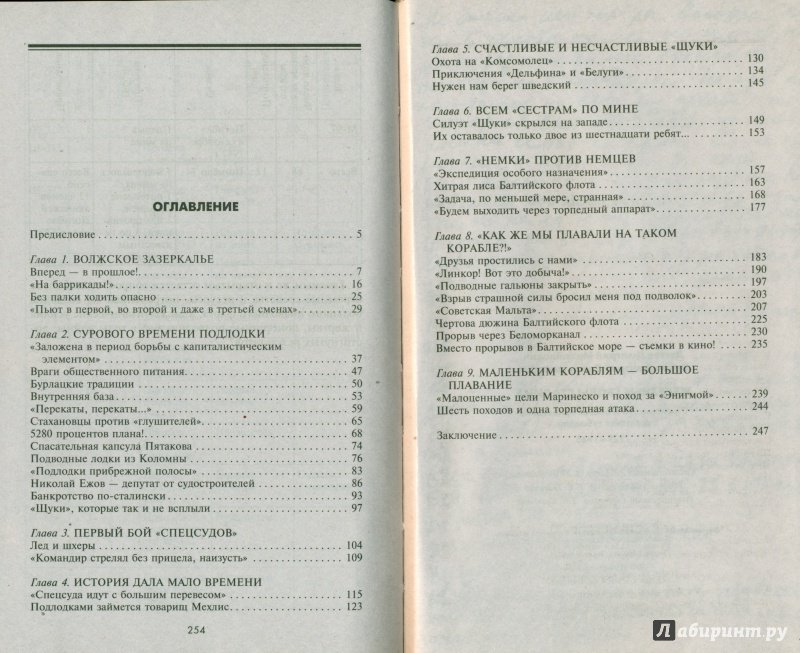 ОГЛАВЛЕНИЕ
Предисловие . . . 5
Глава 1. ВОЛЖСКОЕ ЗАЗЕРКАЛЬЕ
Вперед — в прошлое!. . . 7
«На баррикады!» . . . 16
Без палки ходить опасно . . . 25
«Пьют в первой, во второй и даже в третьей сменах». . . 29
Глава 2. СУРОВОГО ВРЕМЕНИ ПОДЛОДКИ
«Заложена в период борьбы с капиталистическим
элементом» . . . 37
Враги общественного питания. . . 47
Бурлацкие традиции . . . 50
Внутренняя база . . . 53
«Перекаты, перекаты...» . . . 59
Стахановцы против «глушителей». . . 65
5280 процентов плана!. . . 68
Спасательная капсула Пятакова . . . 74
Подводные лодки из Коломны . . . 76
«Подлодки прибрежной полосы» . . . 83
Николай Ежов — депутат от судостроителей . . . 86
Банкротство по-сталински . . . 93
«Щуки», которые так и не всплыли . . . 97
Глава 3. ПЕРВЫЙ БОЙ «СПЕЦСУДОВ»
Лед и шхеры . . . 104
«Командир стрелял без прицела, наизусть» . . . 109
Глава 4. ИСТОРИЯ ДАЛА МАЛО ВРЕМЕНИ
«Спецсуда идут с большим перевесом» . . . 115
Подлодками займется товарищ Мехлис. . . 123
254
Глава 5. СЧАСТЛИВЫЕ И НЕСЧАСТЛИВЫЕ «ЩУКИ»
Охота на «Комсомолец» . . . 130
Приключения «Дельфина» и «Белуги» . . . 134
Нужен нам берег шведский . . . 145
Глава 6. ВСЕМ «СЕСТРАМ» ПО МИНЕ
Силуэт «Щуки» скрылся на западе . . . 149
Их оставалось только двое из шестнадцати ребят... . . . 153
Глава 7. «НЕМКИ» ПРОТИВ НЕМЦЕВ
«Экспедиция особого назначения» . . . 157
Хитрая лиса Балтийского флота . . . 163
«Задача, по меньшей мере, странная» . . . 168
«Будем выходить через торпедный аппарат». . . 177
Глава 8. «КАК ЖЕ МЫ ПЛАВАЛИ НА ТАКОМ
КОРАБЛЕ?!»
«Друзья простились с нами» . . . 183
«Линкор! Вот это добыча!» . . . 190
«Подводные гальюны закрыть» . . . 197
«Взрыв страшной силы бросил меня под подволок» . . . 203
«Советская Мальта» . . . 207
Чертова дюжина Балтийского флота . . . 225
Прорыв через Беломорканал . . . 230
Вместо прорывов в Балтийское море — съемки в кино! . . . 235
Глава 9. МАЛЕНЬКИМ КОРАБЛЯМ — БОЛЬШОЕ
ПЛАВАНИЕ
«Малоценные» цели Маринеско и поход за «Энигмой» . . . 239
Шесть походов и одна торпедная атака . . . 244
Заключение . . . 247
Лабиринт.ру